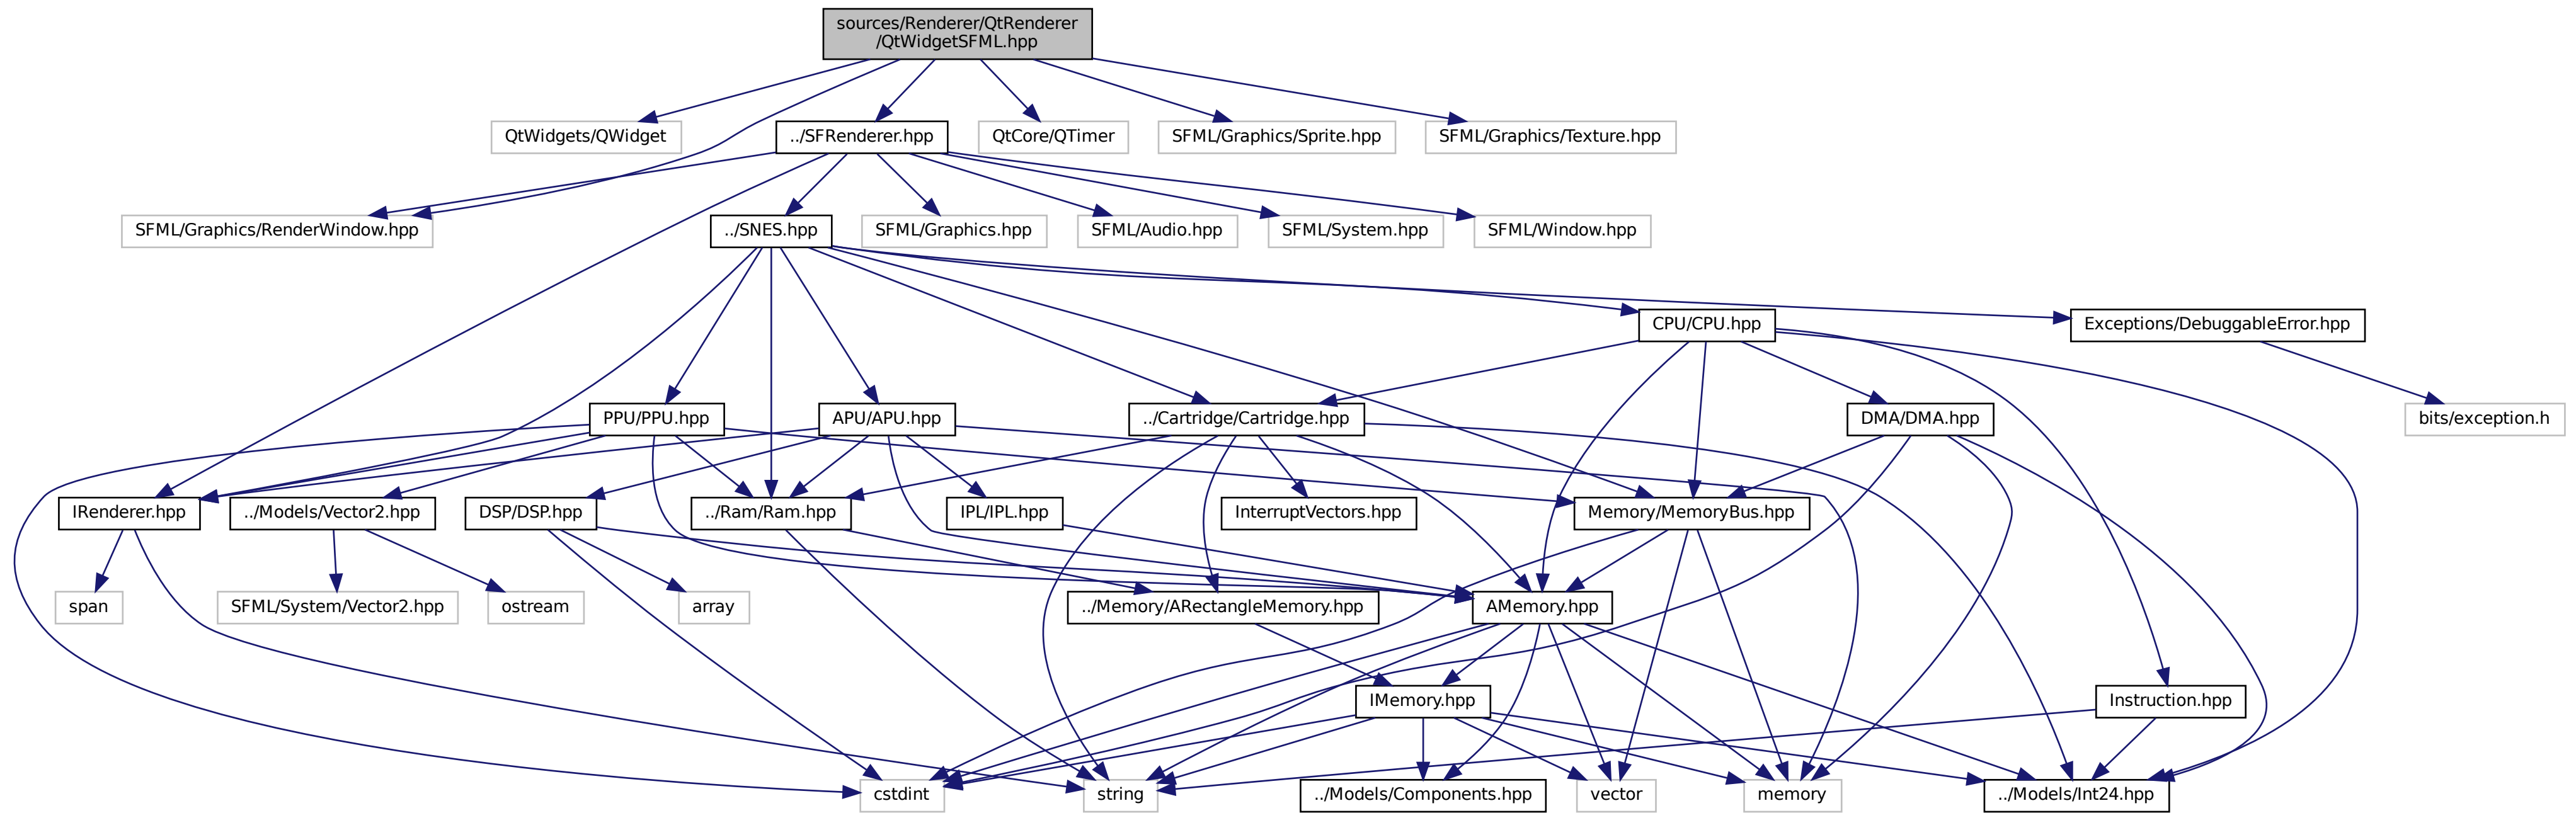 sources/Renderer/QtRenderer
/QtWidgetSFML.hpp
QtWidgets/QWidget
../SFRenderer.hpp
QtCore/QTimer
SFML/Graphics/Sprite.hpp
SFML/Graphics/Texture.hpp
SFML/Graphics/RenderWindow.hpp
../SNES.hpp
SFML/Graphics.hpp
SFML/Audio.hpp
SFML/System.hpp
SFML/Window.hpp
CPU/CPU.hpp
Exceptions/DebuggableError.hpp
PPU/PPU.hpp
APU/APU.hpp
../Cartridge/Cartridge.hpp
DMA/DMA.hpp
bits/exception.h
IRenderer.hpp
../Models/Vector2.hpp
DSP/DSP.hpp
../Ram/Ram.hpp
IPL/IPL.hpp
InterruptVectors.hpp
Memory/MemoryBus.hpp
span
SFML/System/Vector2.hpp
ostream
array
../Memory/ARectangleMemory.hpp
AMemory.hpp
IMemory.hpp
Instruction.hpp
cstdint
string
../Models/Components.hpp
vector
memory
../Models/Int24.hpp